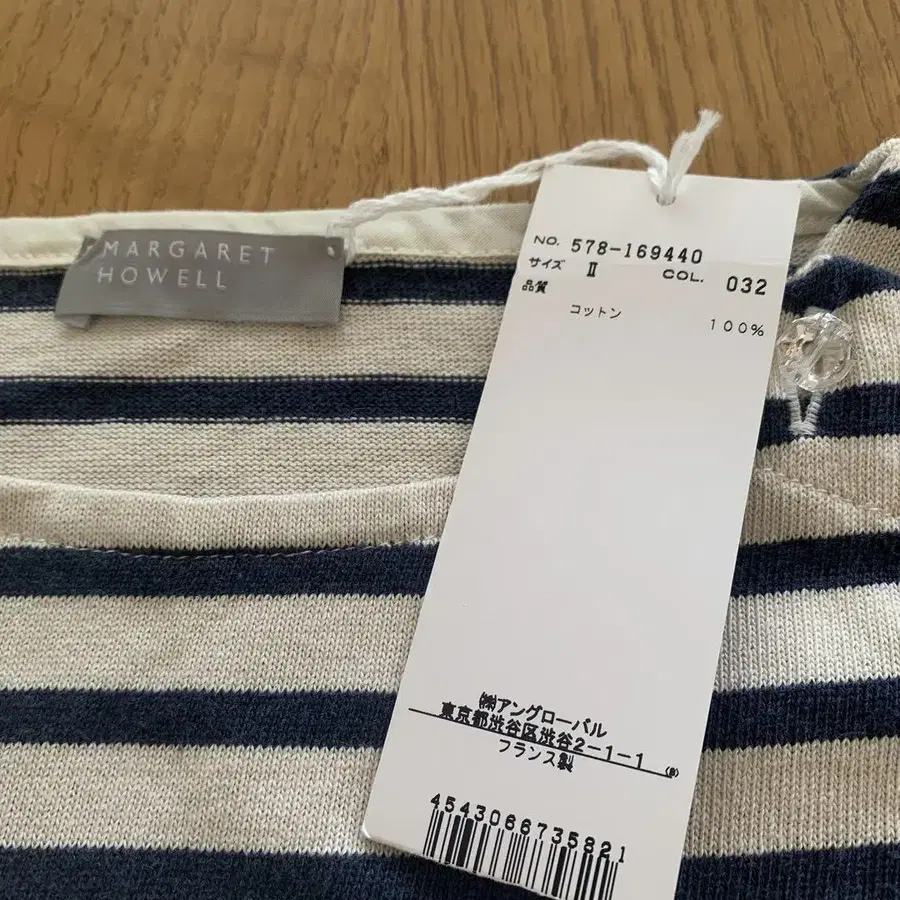 MARGARET
HOWELL
NO. 578-169440
サイズ Ⅱ COL. 032
品質
コットン 100%
㈱アングローバル
東京都渋谷区渋谷2-1-1
フランス製
4543066735821